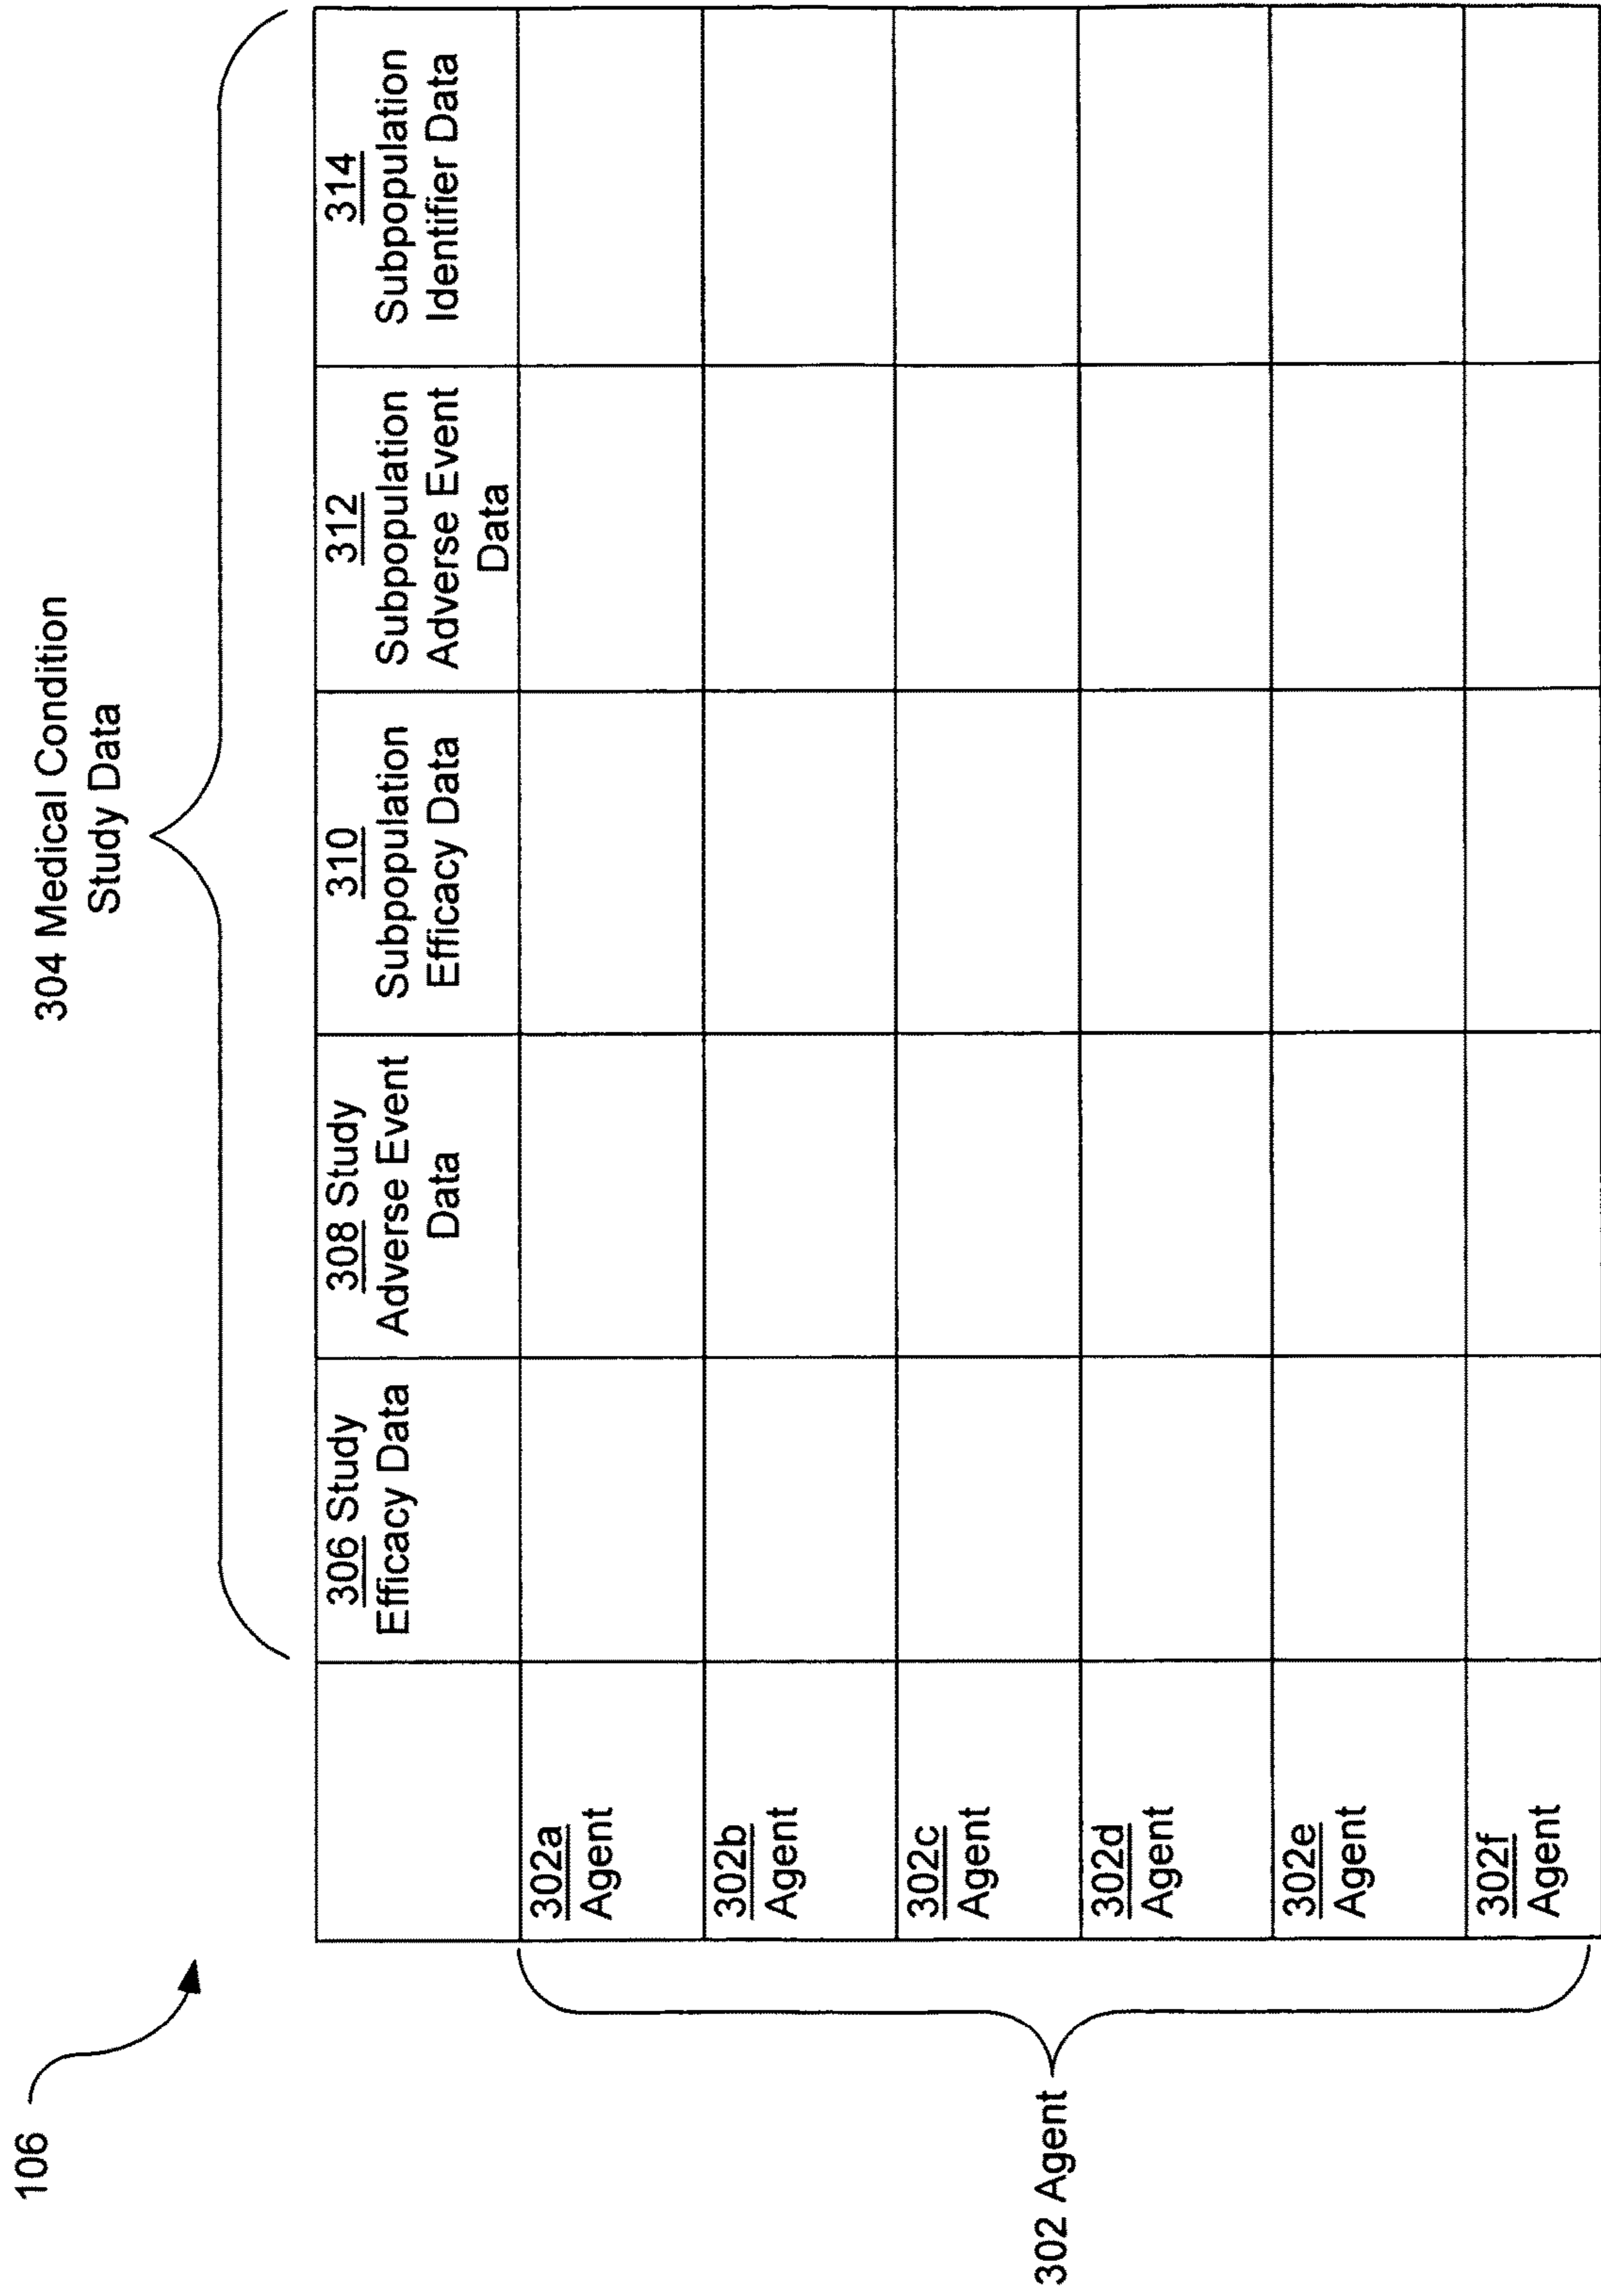 106
304 Medical Condition
Study Data
306 Study
Efficacy Data
308 Study
Adverse Event
Data
310
Subpopulation
Efficacy Data
312
Subpopulation
Adverse Event
Data
314
Subpopulation
Identifier Data
302 Agent
302a
Agent
302b
Agent
302c
Agent
302d
Agent
302e
Agent
302f
Agent